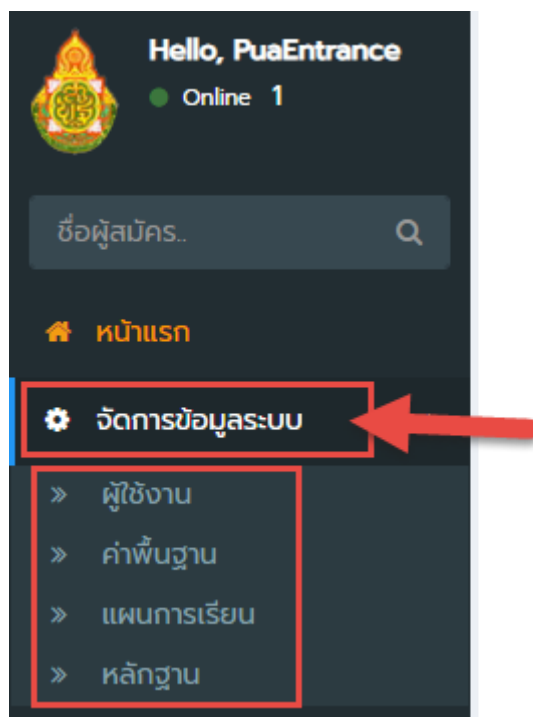 Hello, PuaEntrance
Online 1
ชื่อผู้สมัคร..
หน้าแรก
จัดการข้อมูลระบบ
» ผู้ใช้งาน
» ค่าพื้นฐาน
» แผนการเรียน
» หลักฐาน